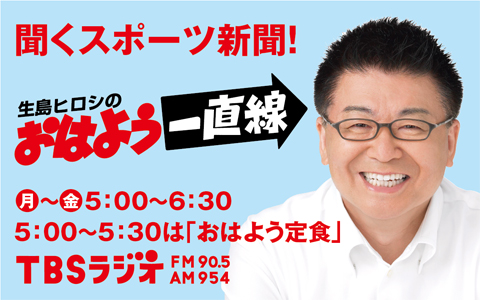 聞くスポーツ新聞!
生島ヒロシの
おはよう一直線
月〜金5:00〜6:30
5:00〜5:30は「おはよう定食」
TBSラジオ FM90.5
AM954